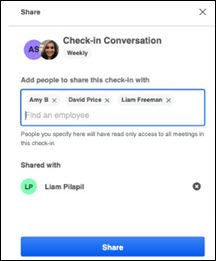 Share
AS
Check-in Conversation
Weekly
Add people to share this check-in with
Amy B × David Price × Liam Freeman ×
Find an employee
People you specify here will have read only access to all meetings in
this check-in
Shared with
LP Liam Pilapil
Share